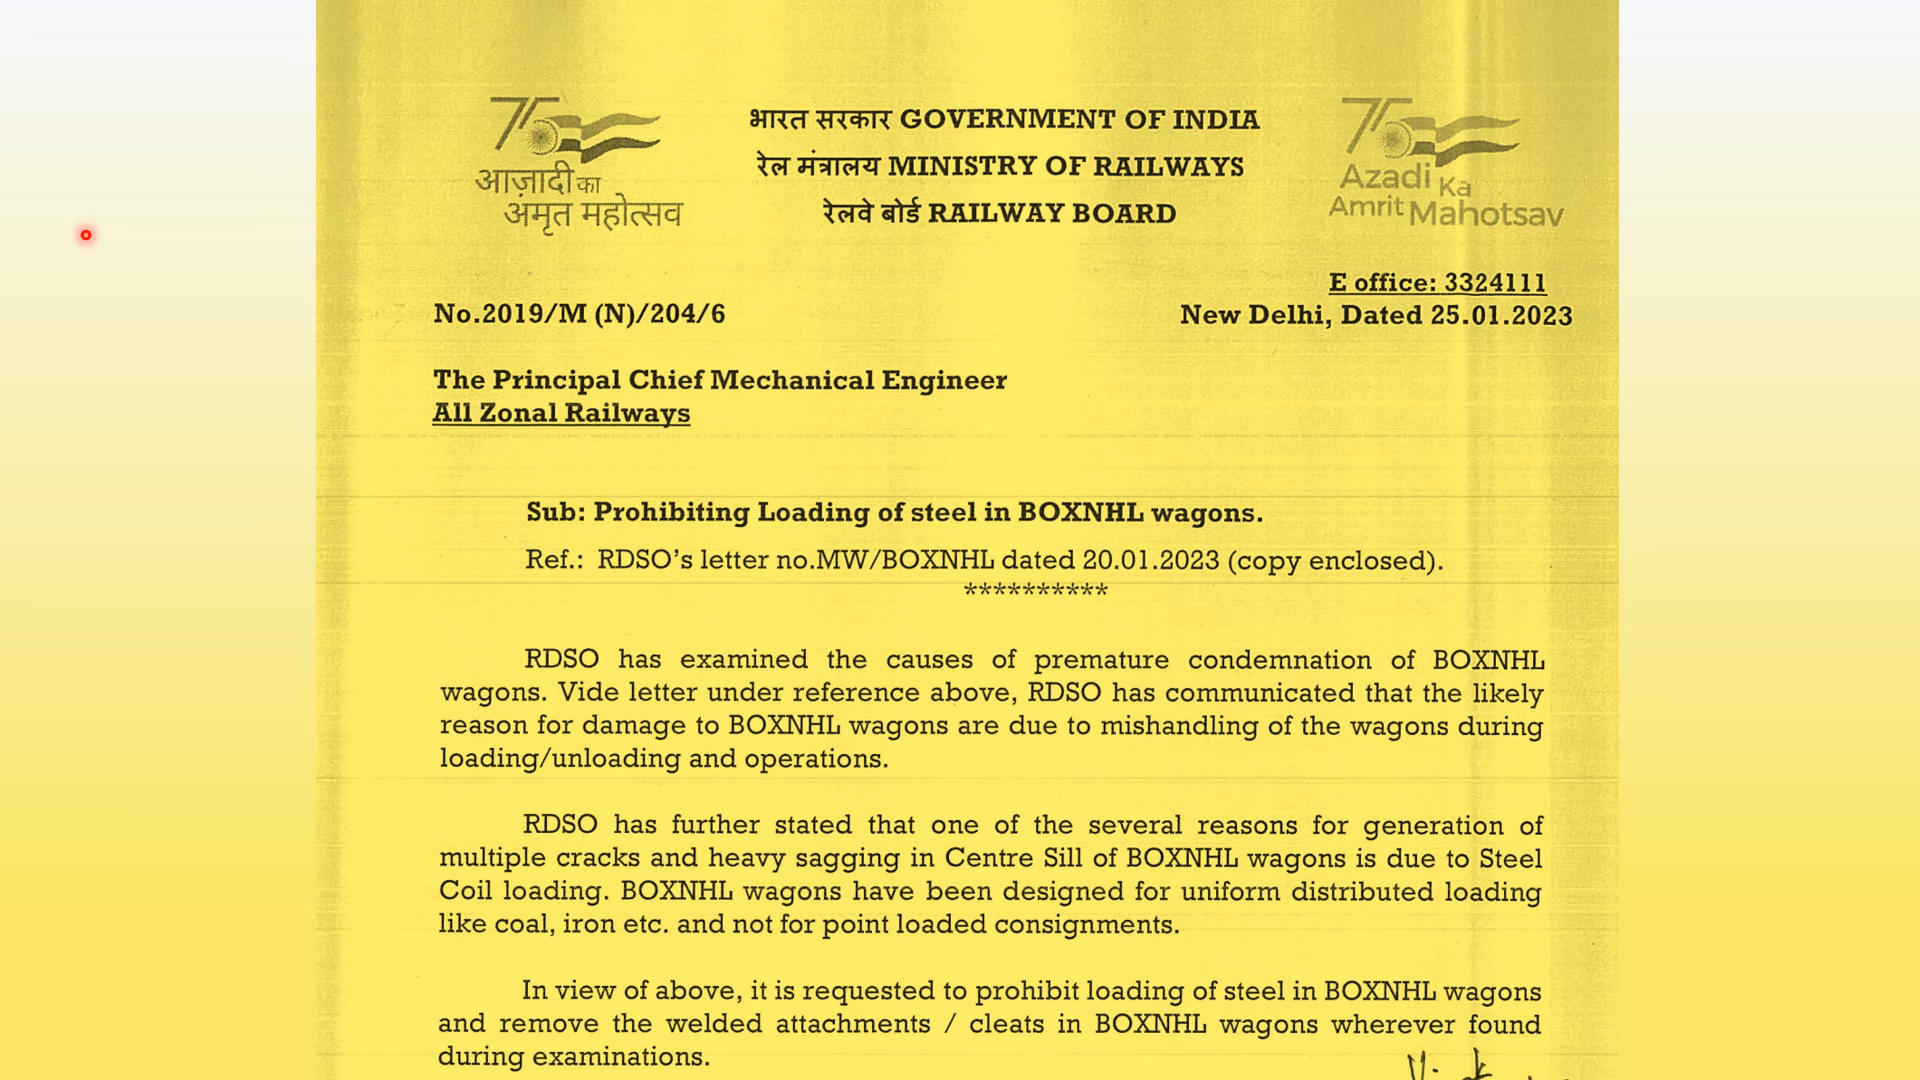 75
आज़ादी का
अमृत महोत्सव
भारत सरकार GOVERNMENT OF INDIA
रेल मंत्रालय MINISTRY OF RAILWAYS
रेलवे बोर्ड RAILWAY BOARD
75
Azadi Ka
Amrit Mahotsav
E office: 3324111
No.2019/M (N)/204/6
New Delhi, Dated 25.01.2023
The Principal Chief Mechanical Engineer
All Zonal Railways
Sub: Prohibiting Loading of steel in BOXNHL wagons.
Ref.: RDSO's letter no.MW/BOXNHL dated 20.01.2023 (copy enclosed).
**********
RDSO has examined the causes of premature condemnation of BOXNHL
wagons. Vide letter under reference above, RDSO has communicated that the likely
reason for damage to BOXNHL wagons are due to mishandling of the wagons during
loading/unloading and operations.
RDSO has further stated that one of the several reasons for generation of
multiple cracks and heavy sagging in Centre Sill of BOXNHL wagons is due to Steel
Coil loading. BOXNHL wagons have been designed for uniform distributed loading
like coal, iron etc. and not for point loaded consignments.
In view of above, it is requested to prohibit loading of steel in BOXNHL wagons
and remove the welded attachments / cleats in BOXNHL wagons wherever found
during examinations.